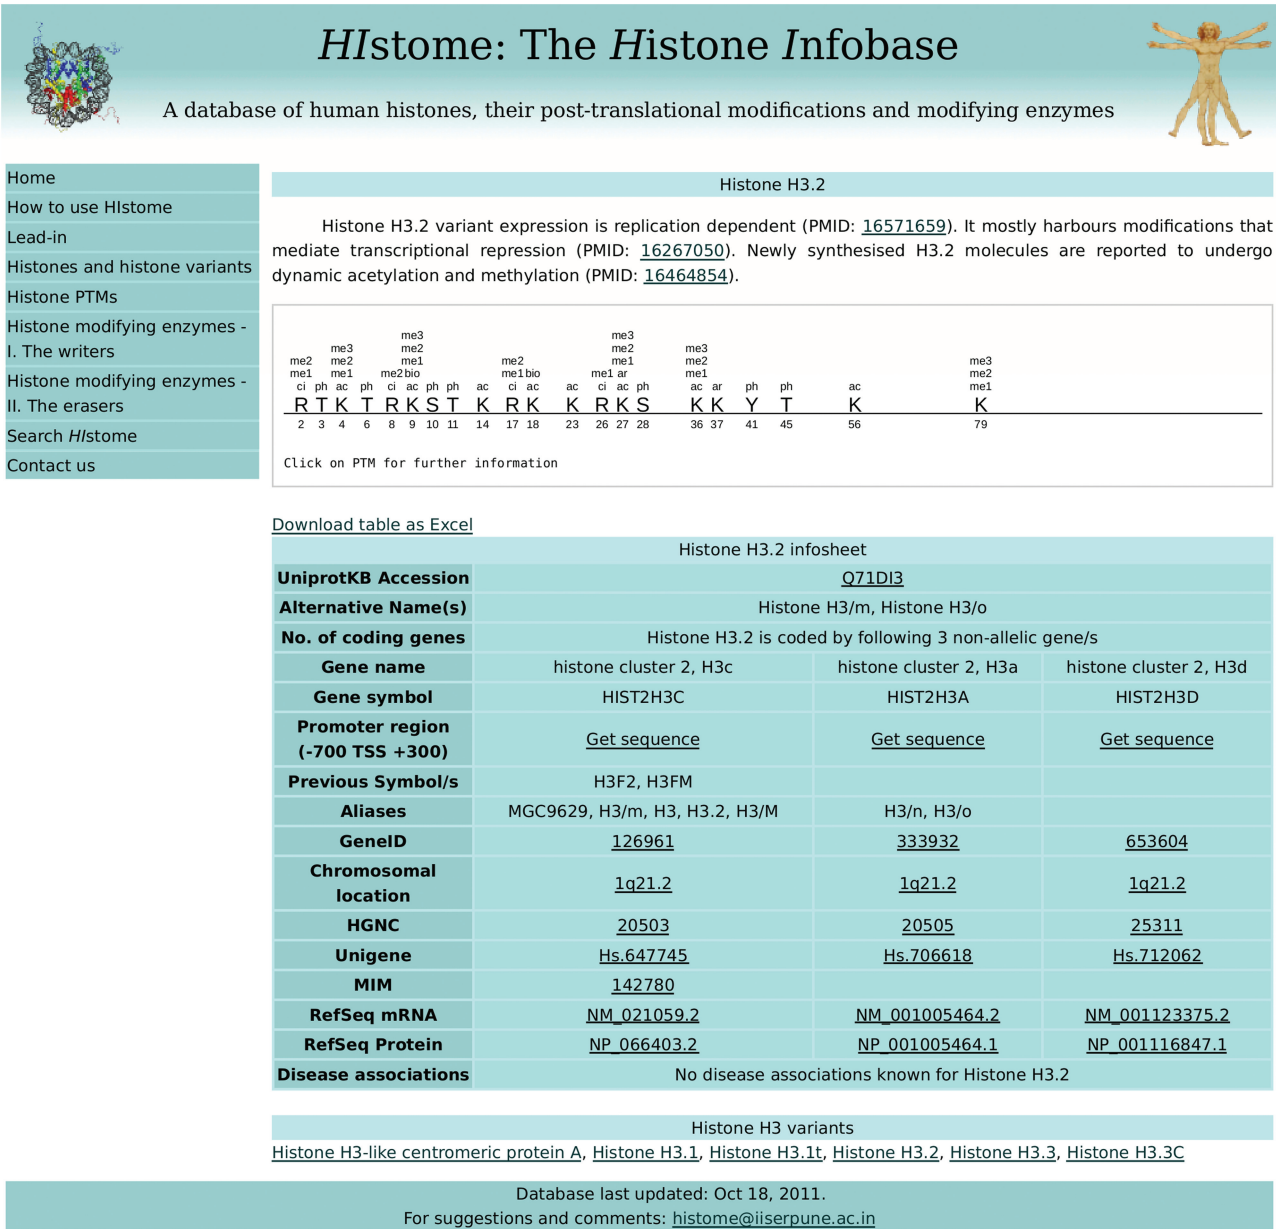 HIstome: The Histone Infobase
A database of human histones, their post-translational modifications and modifying enzymes
Home
How to use HIstome
Lead-in
Histones and histone variants
Histone PTMs
Histone modifying enzymes -
I. The writers
Histone modifying enzymes -
II. The erasers
Search HIstome
Contact us
Histone H3.2
Histone H3.2 variant expression is replication dependent (PMID: 16571659). It mostly harbours modifications that
mediate transcriptional repression (PMID: 16267050). Newly synthesised H3.2 molecules are reported to undergo
dynamic acetylation and methylation (PMID: 16464854).
me3 me3
me3 me2 me2 me3 me3
me2 me2 me1 me2 me1 me2 me2
me1 me1 me2 bio me1 bio me1 ar me1 me1
ci ph ac ph ci ac ph ph ac ci ac ac ci ac ph ac ar ph ph ac ph
R T K T R K S T K R K K R K S K K Y T K K
2 3 4 6 8 9 10 11 14 17 18 23 26 27 28 36 37 41 45 56 79
Click on PTM for further information
Download table as Excel
Histone H3.2 infosheet
UniprotKB Accession Q71DI3
Alternative Name(s) Histone H3/m, Histone H3/o
No. of coding genes Histone H3.2 is coded by following 3 non-allelic gene/s
Gene name histone cluster 2, H3c histone cluster 2, H3a histone cluster 2, H3d
Gene symbol HIST2H3C HIST2H3A HIST2H3D
Promoter region
(-700 TSS +300) Get sequence Get sequence Get sequence
Previous Symbol/s H3F2, H3FM
Aliases MGC9629, H3/m, H3, H3.2, H3/M H3/n, H3/o
GeneID 126961 333932 653604
Chromosomal
location 1q21.2 1q21.2 1q21.2
HGNC 20503 20505 25311
Unigene Hs.647745 Hs.706618 Hs.712062
MIM 142780
RefSeq mRNA NM_021059.2 NM_001005464.2 NM_001123375.2
RefSeq Protein NP_066403.2 NP_001005464.1 NP_001116847.1
Disease associations No disease associations known for Histone H3.2
Histone H3 variants
Histone H3-like centromeric protein A, Histone H3.1, Histone H3.1t, Histone H3.2, Histone H3.3, Histone H3.3C
Database last updated: Oct 18, 2011.
For suggestions and comments: histome@iiserpune.ac.in